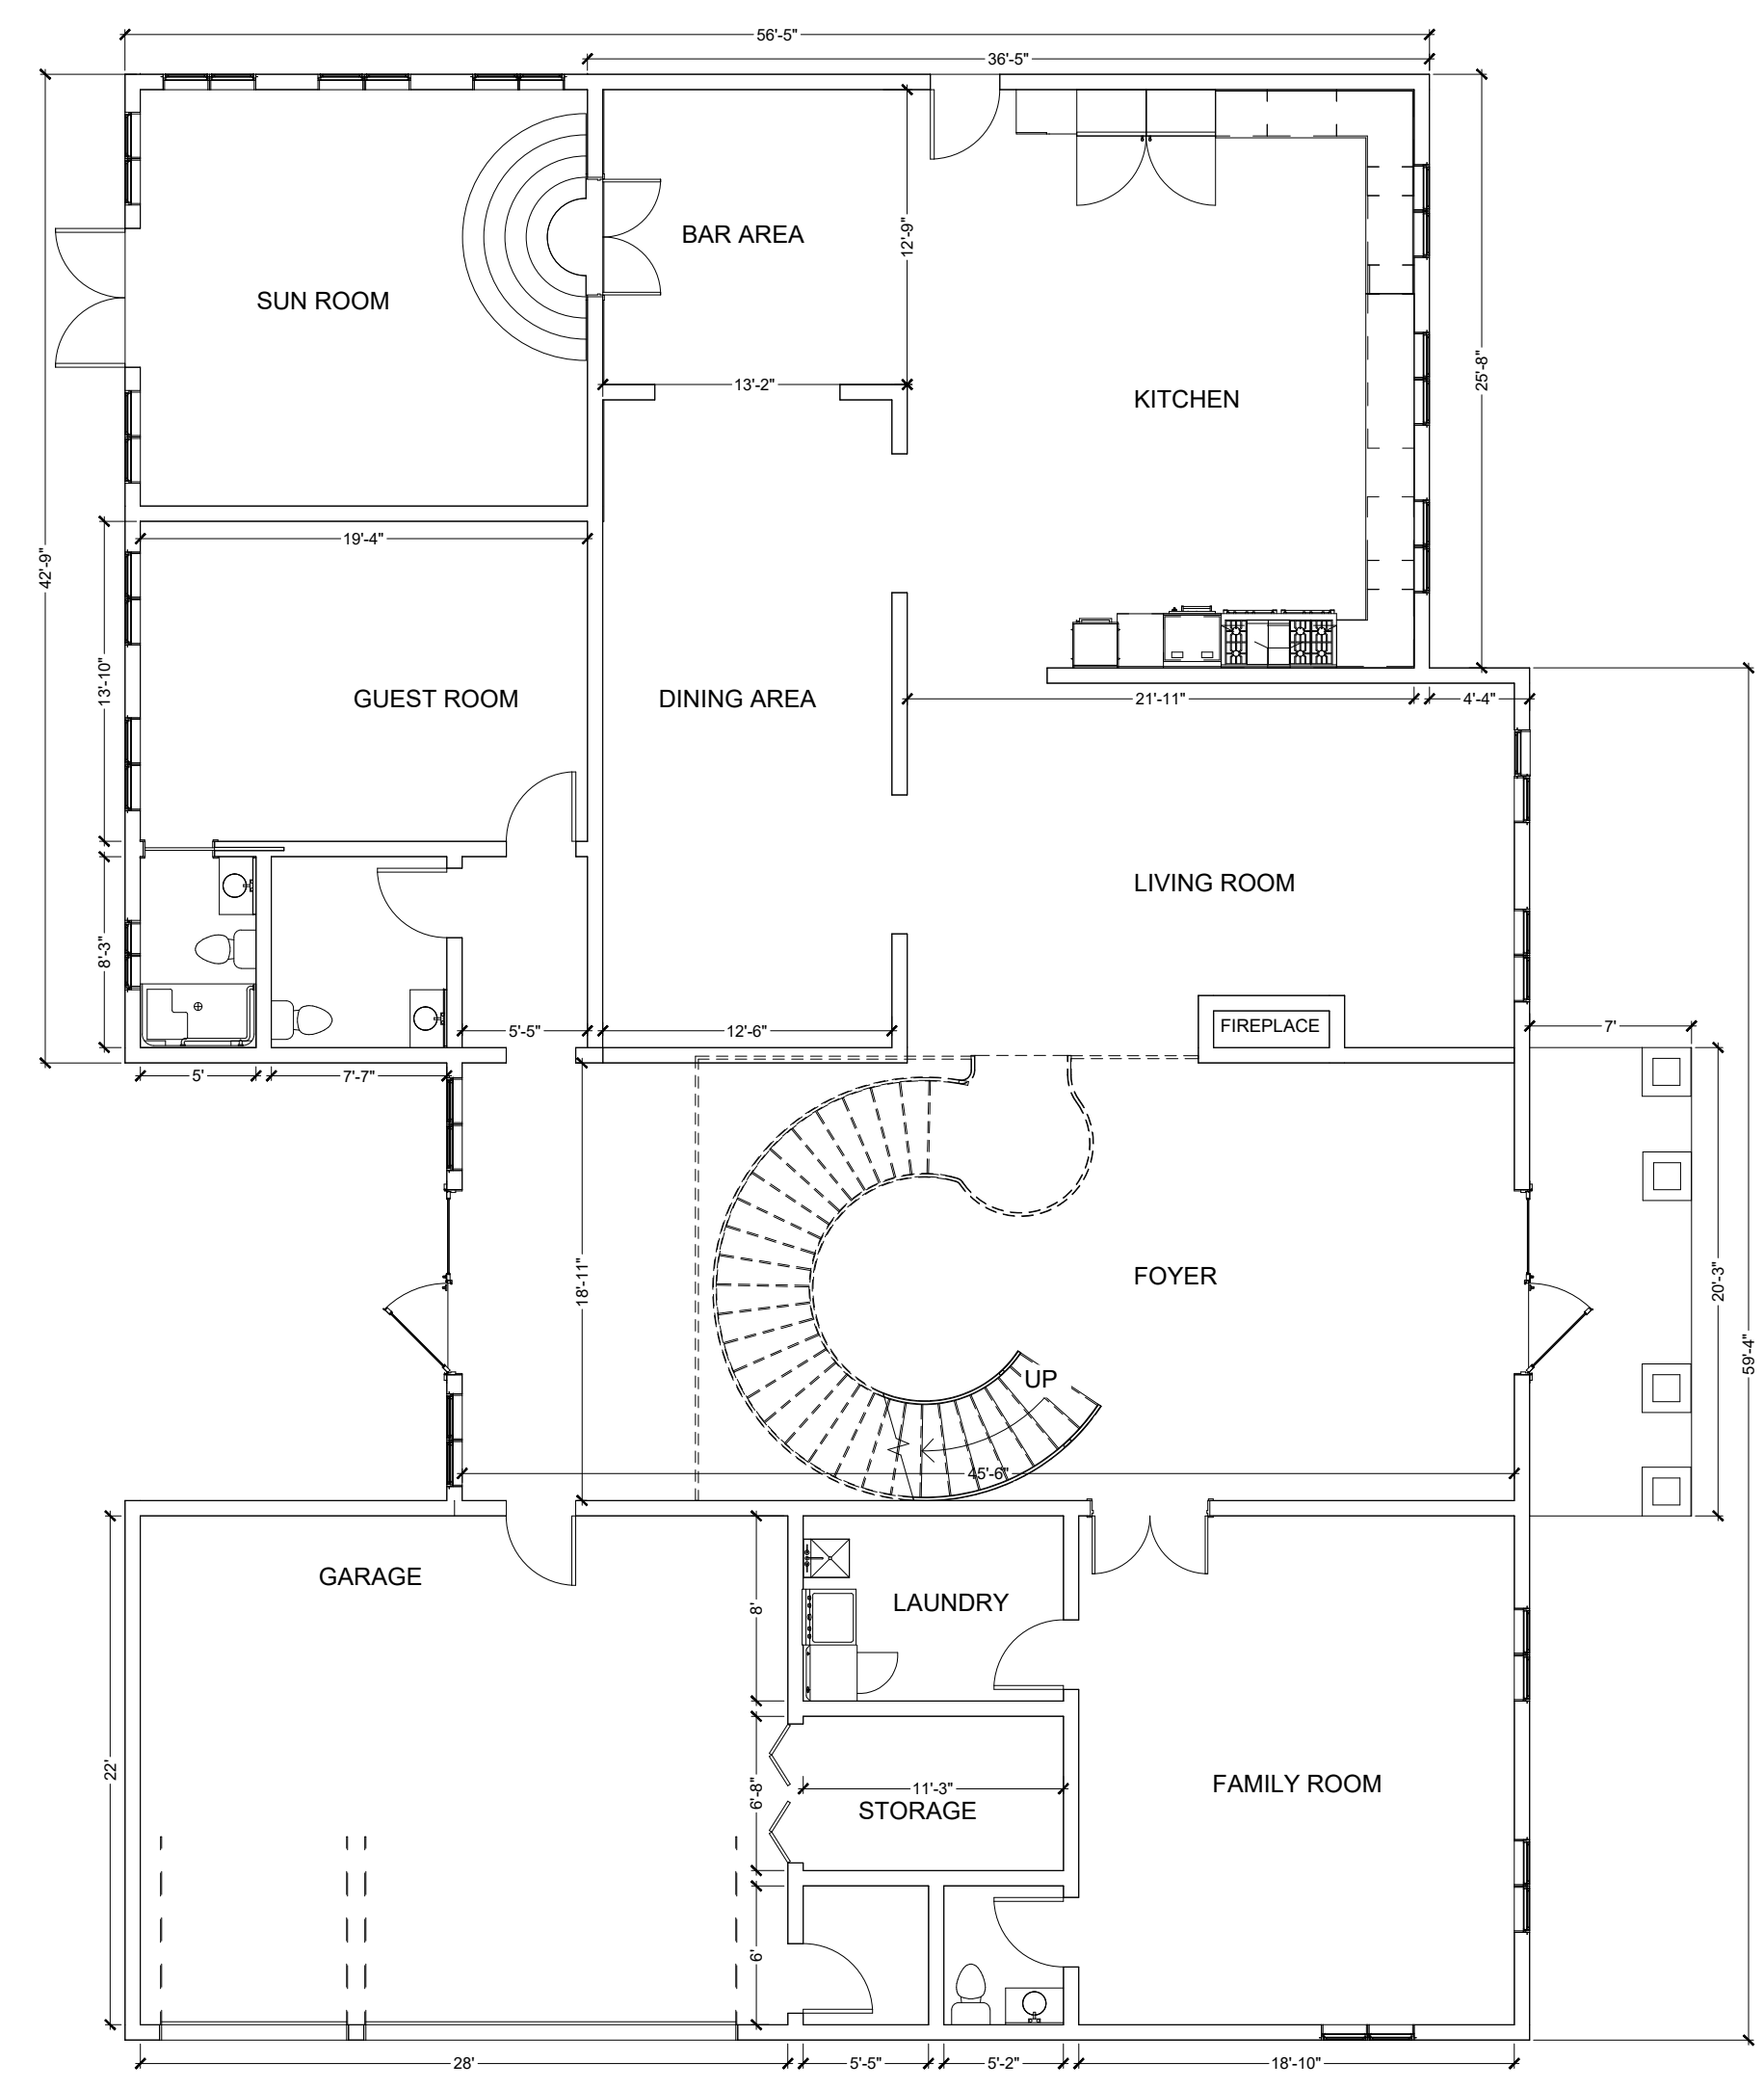 56'-5"
36'-5"
12'-9"
BAR AREA
SUN ROOM
25'-8"
13'-2"
KITCHEN
19'-4"
42'-9"
13'-10"
GUEST ROOM
DINING AREA
21'-11"
4'-4"
LIVING ROOM
8'-3"
5'-5"
12'-6"
FIREPLACE
7'
5'
7'-7"
18'-11"
FOYER
20'-3"
59'-4"
UP
45'-6"
GARAGE
8'
LAUNDRY
22'
6'-8"
11'-3"
STORAGE
FAMILY ROOM
6'
28'
5'-5"
5'-2"
18'-10"